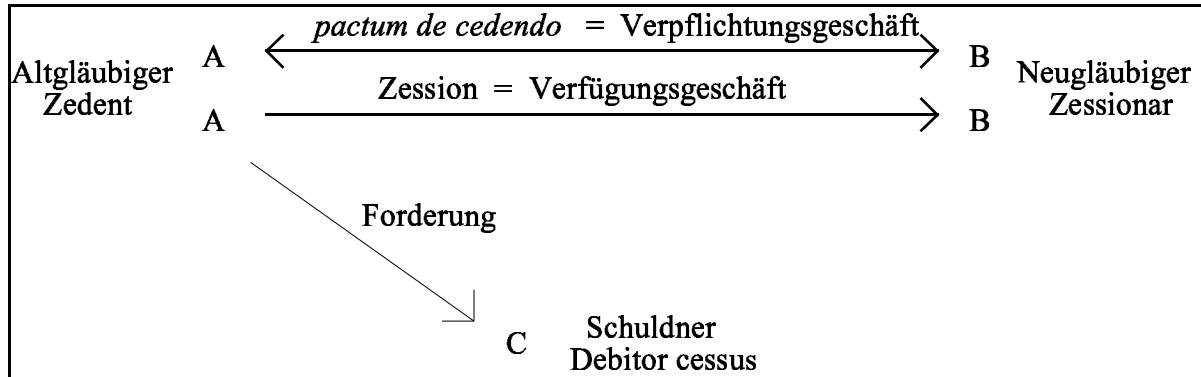 pactum de cedendo = Verpflichtungsgeschäft
Altgläubiger A B Neugläubiger
Zedent Zession = Verfügungsgeschäft Zessionar
A B
Forderung
C Schuldner
Debitor cessus